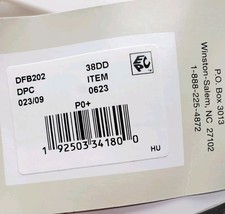 DFB202 38DD
DPC ITEM
023/09 0623
P0+
1 92503 34180 0
HU
P.O. Box 3013
Winston-Salem, NC 27102
1-888-225-4872